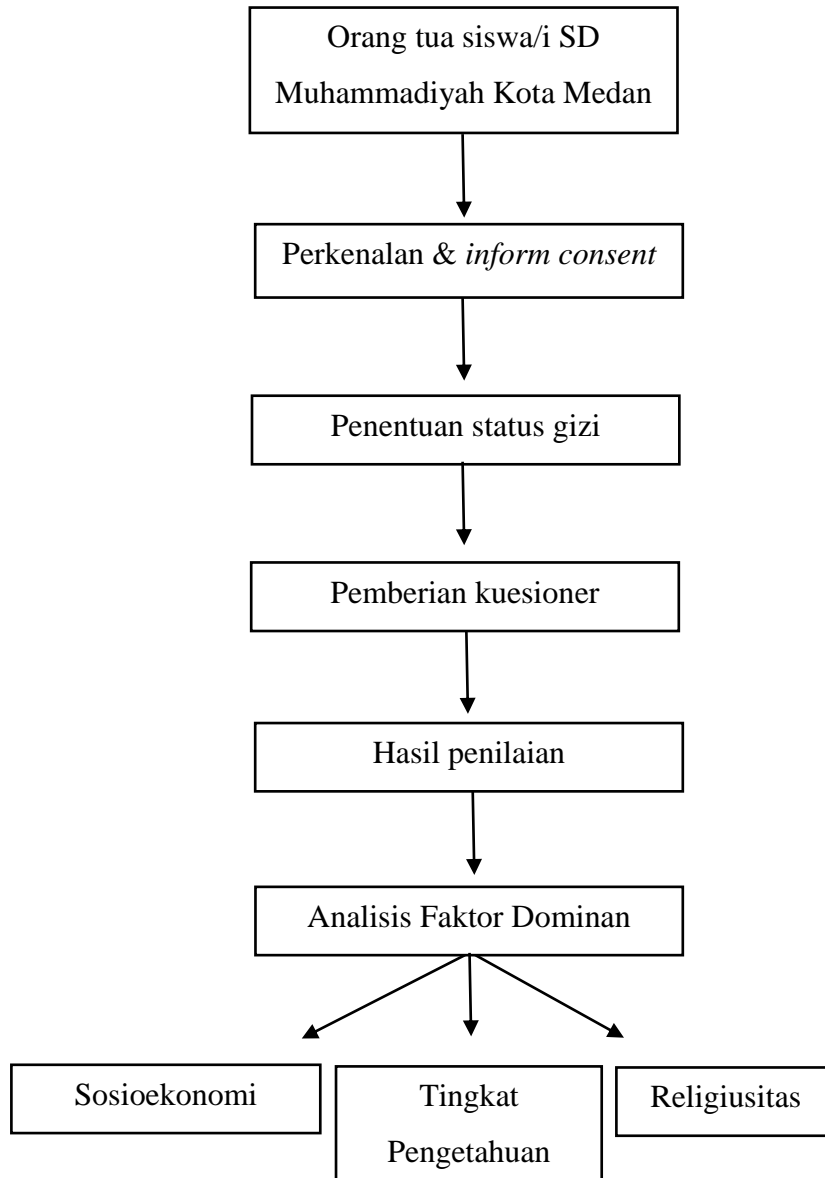 Orang tua siswa/i SD
Muhammadiyah Kota Medan
Perkenalan & inform consent
Penentuan status gizi
Pemberian kuesioner
Hasil penilaian
Analisis Faktor Dominan
Sosioekonomi
Tingkat
Pengetahuan
Religiusitas